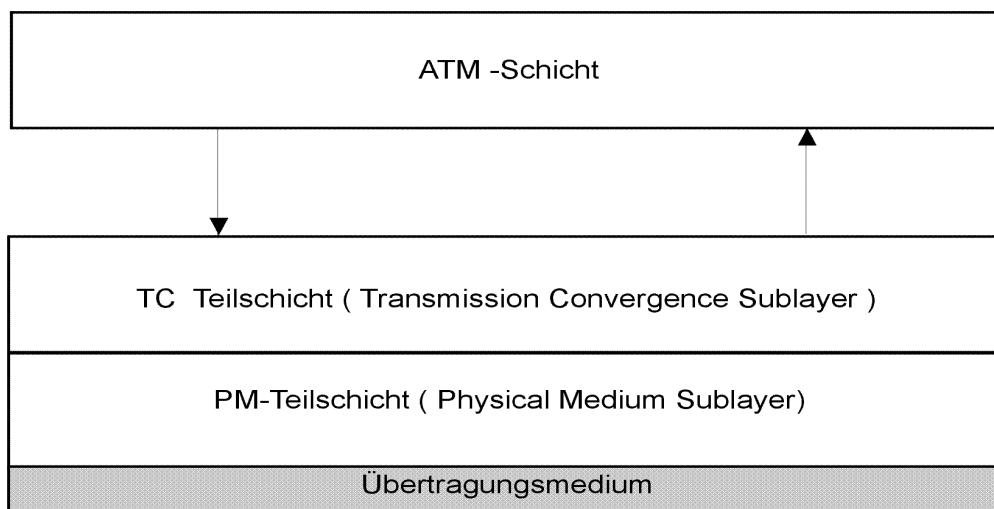 ATM -Schicht
TC Teilschicht ( Transmission Convergence Sublayer )
PM-Teilschicht ( Physical Medium Sublayer)
Übertragungsmedium